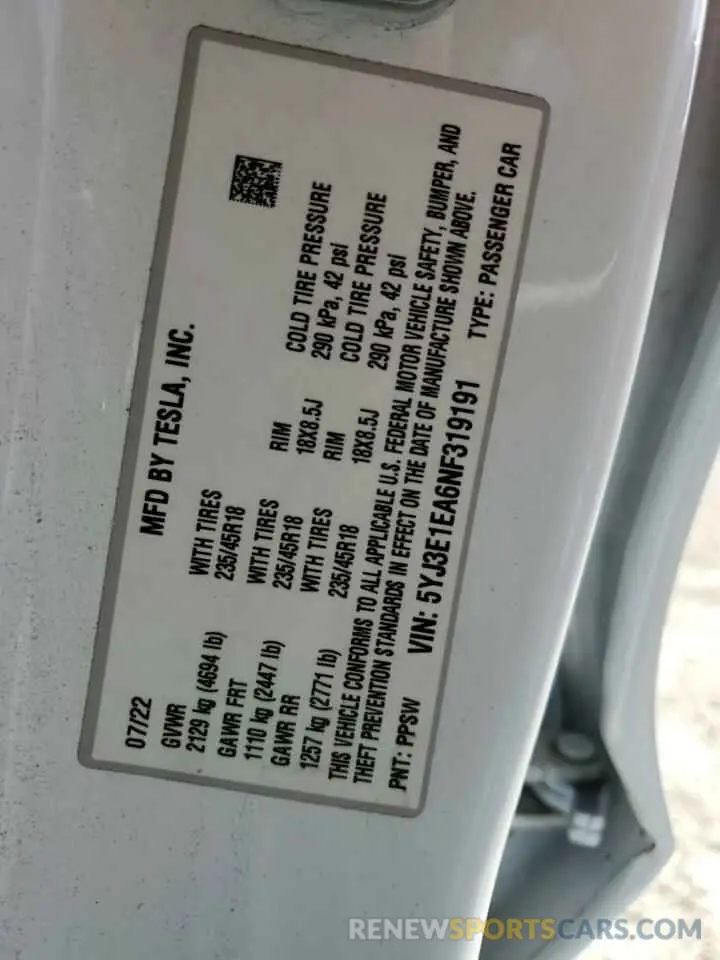 07/22 MFD BY TESLA, INC.
GVWR
2129 kg (4694 lb) WITH TIRES RIM COLD TIRE PRESSURE
235/45R18 18X8.5J 290 kPa, 42 psi
GAWR FRT
1110 kg (2447 lb) WITH TIRES RIM COLD TIRE PRESSURE
235/45R18 18X8.5J 290 kPa, 42 psi
GAWR RR WITH TIRES
1257 kg (2771 lb) 235/45R18
THIS VEHICLE CONFORMS TO ALL APPLICABLE U.S. FEDERAL MOTOR VEHICLE SAFETY, BUMPER, AND
THEFT PREVENTION STANDARDS IN EFFECT ON THE DATE OF MANUFACTURE SHOWN ABOVE.
PNT: PPSW VIN: 5YJ3E1EA6NF319191 TYPE: PASSENGER CAR
RENEWSPORTSCARS.COM